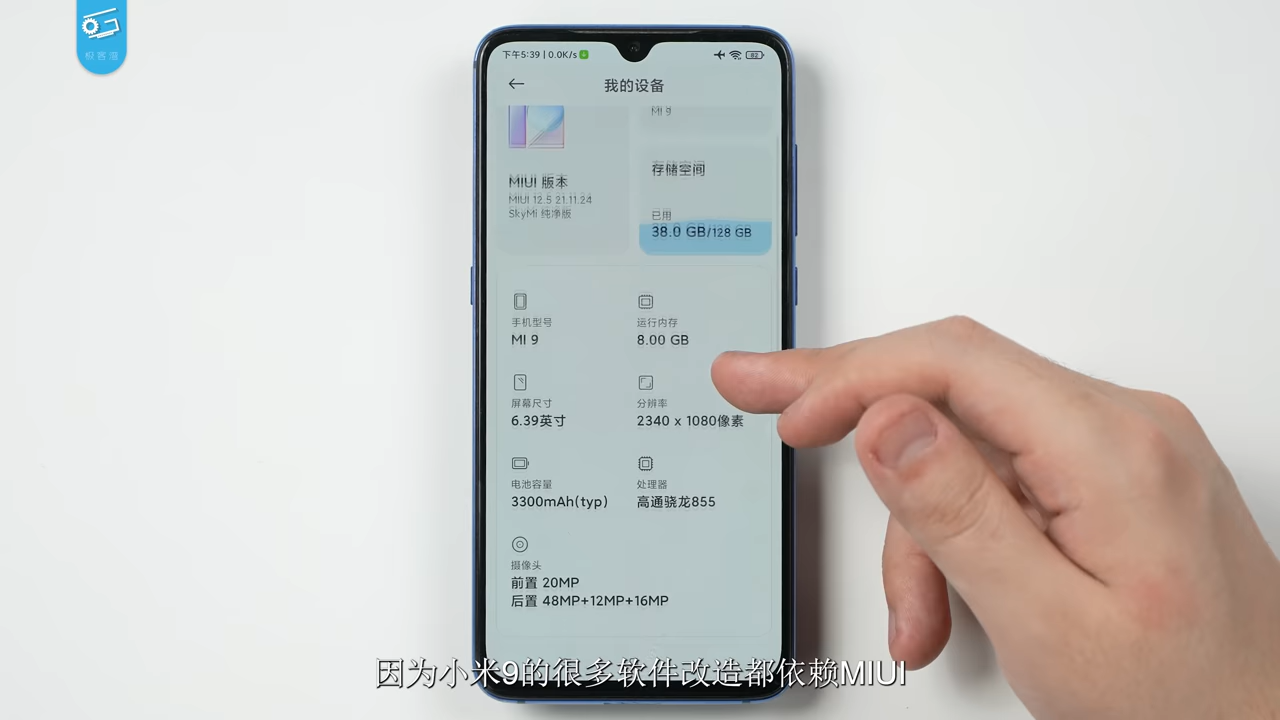 极客湾
下午5:39 | 0.0K/s
82
我的设备
MI 9
MIUI 版本
MIUI 12.5 21.11.24
SkyMi 纯净版
存储空间
已用
38.0 GB/128 GB
手机型号
MI 9
运行内存
8.00 GB
屏幕尺寸
6.39英寸
分辨率
2340 x 1080像素
电池容量
3300mAh(typ)
处理器
高通骁龙855
摄像头
前置 20MP
后置 48MP+12MP+16MP
因为小米9的很多软件改造都依赖MIUI